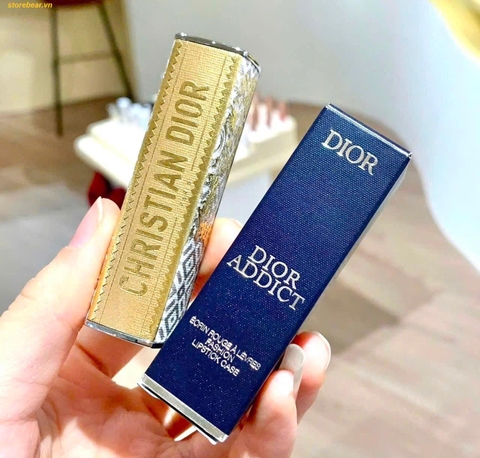 storebear.vn
CHRISTIAN DIOR
DIOR
DIOR
ADDICT
ÉCRIN ROUGE À LÈVRES
FASHION
LIPSTICK CASE